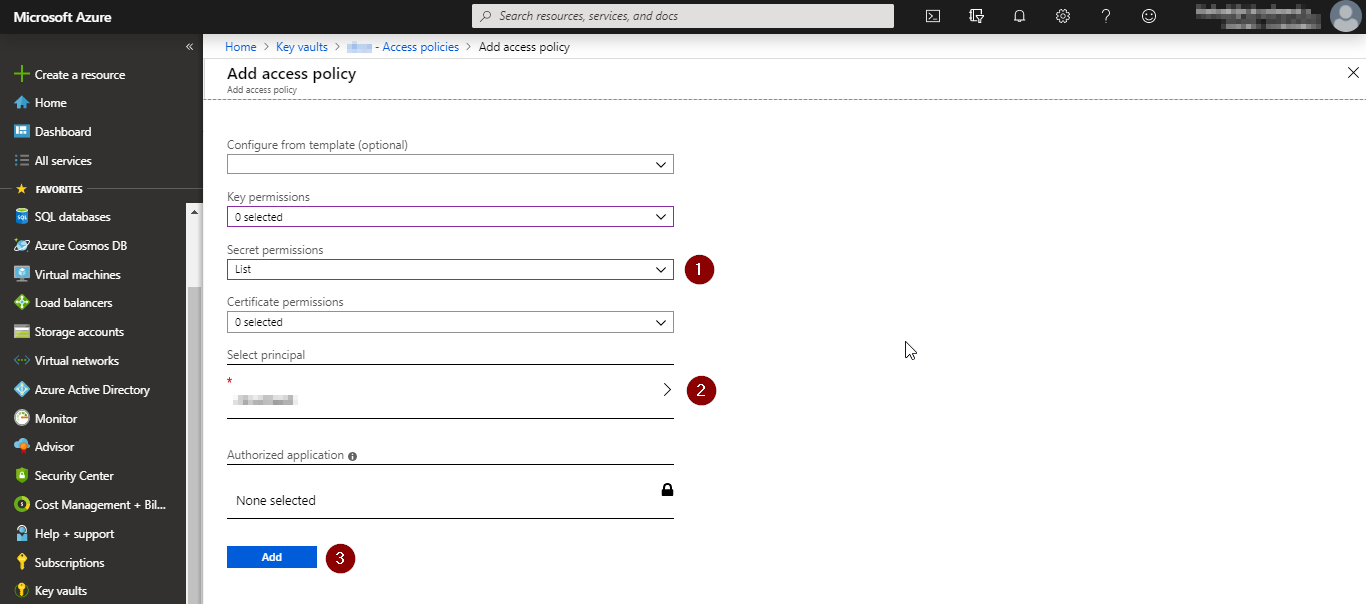 Microsoft Azure
Search resources, services, and docs
Home > Key vaults > - Access policies > Add access policy
Create a resource
Home
Dashboard
All services
FAVORITES
SQL databases
Azure Cosmos DB
Virtual machines
Load balancers
Storage accounts
Virtual networks
Azure Active Directory
Monitor
Advisor
Security Center
Cost Management + Bil...
Help + support
Subscriptions
Key vaults
Add access policy
Add access policy
Configure from template (optional)
Key permissions
0 selected
Secret permissions
List
1
Certificate permissions
0 selected
Select principal
*
2
Authorized application
None selected
Add
3